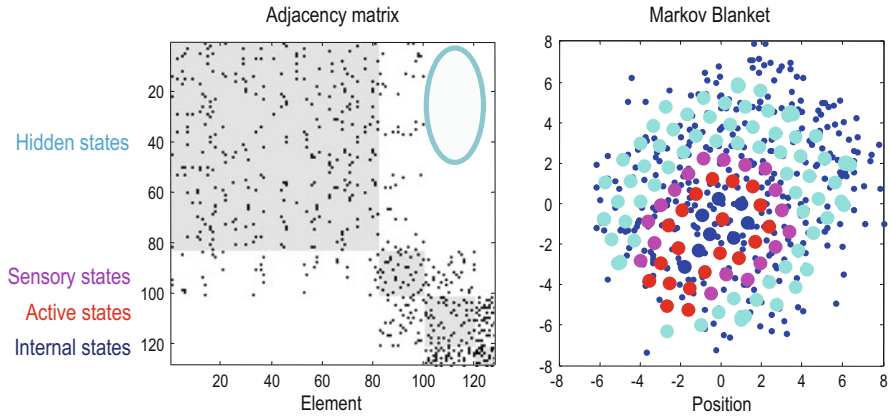 Adjacency matrix
Hidden states
Sensory states
Active states
Internal states
20
40
60
80
100
120
20 40 60 80 100 120
Element
Markov Blanket
8
6
4
2
0
-2
-4
-6
-8
-8 -6 -4 -2 0 2 4 6 8
Position